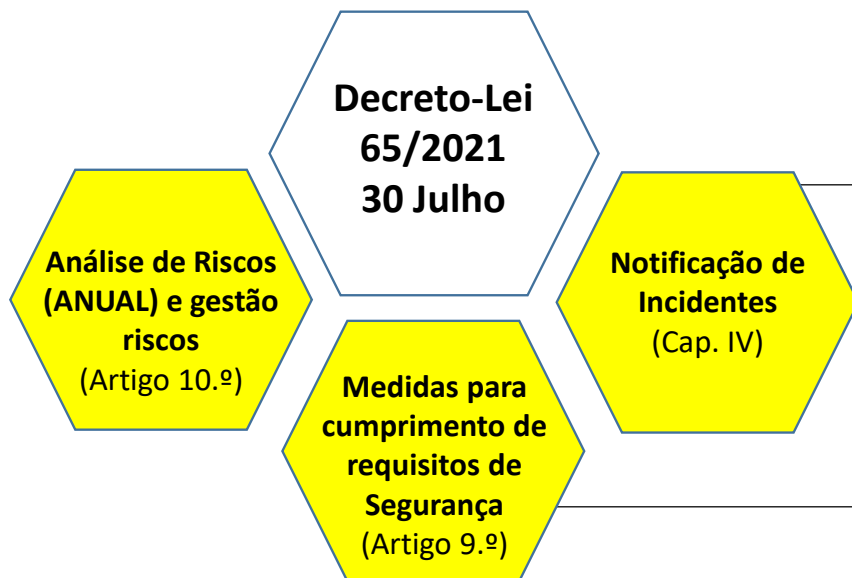 Decreto-Lei
65/2021
30 Julho
Análise de Riscos
(ANUAL) e gestão
riscos
(Artigo 10.º)
Notificação de
Incidentes
(Cap. IV)
Medidas para
cumprimento de
requisitos de
Segurança
(Artigo 9.º)